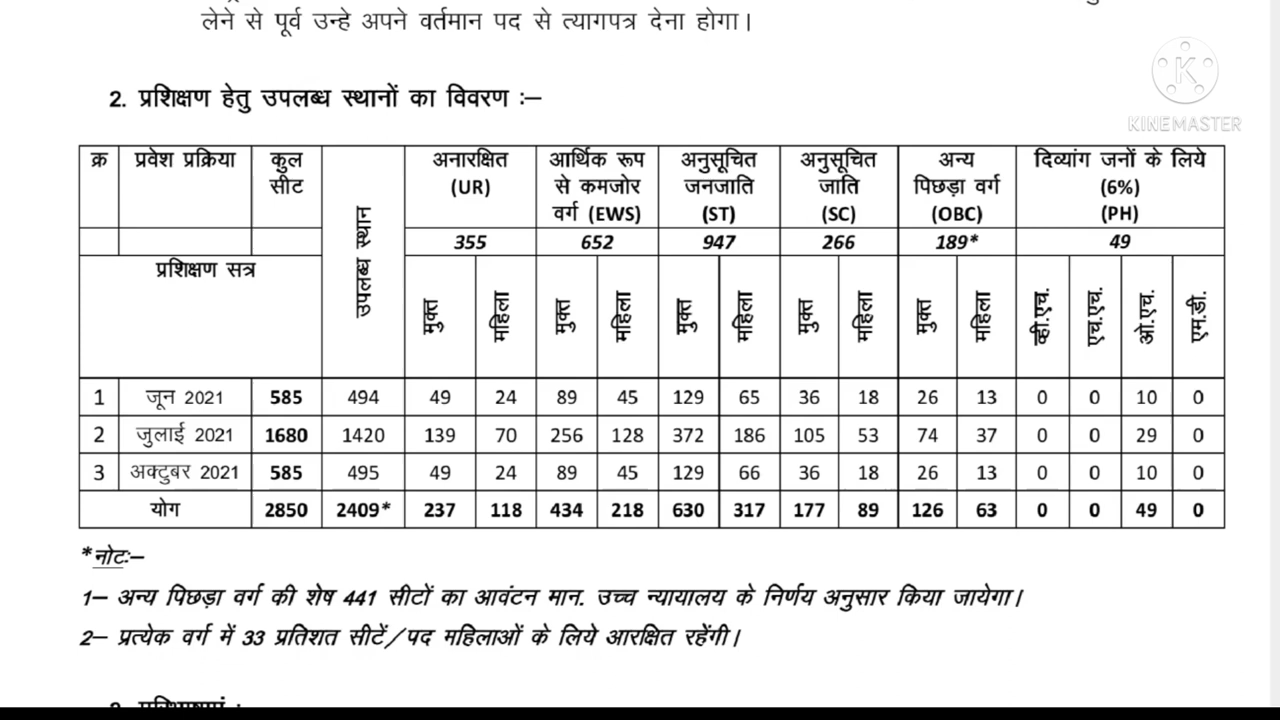 लेने से पूर्व उन्हे अपने वर्तमान पद से त्यागपत्र देना होगा।
KINEMASTER
2. प्रशिक्षण हेतु उपलब्ध स्थानों का विवरण :–
क्र प्रवेश प्रक्रिया कुल सीट उपलब्ध स्थान अनारक्षित (UR) आर्थिक रूप से कमजोर वर्ग (EWS) अनुसूचित जनजाति (ST) अनुसूचित जाति (SC) अन्य पिछड़ा वर्ग (OBC) दिव्यांग जनों के लिये (6%) (PH)
355 652 947 266 189* 49
प्रशिक्षण सत्र मुक्त महिला मुक्त महिला मुक्त महिला मुक्त महिला मुक्त महिला व्ही.एच. एच.एच. ओ.एच. एम.डी.
1 जून 2021 585 494 49 24 89 45 129 65 36 18 26 13 0 0 10 0
2 जुलाई 2021 1680 1420 139 70 256 128 372 186 105 53 74 37 0 0 29 0
3 अक्टुबर 2021 585 495 49 24 89 45 129 66 36 18 26 13 0 0 10 0
योग 2850 2409* 237 118 434 218 630 317 177 89 126 63 0 0 49 0
*नोटः–
1– अन्य पिछड़ा वर्ग की शेष 441 सीटों का आवंटन मान. उच्च न्यायालय के निर्णय अनुसार किया जायेगा।
2– प्रत्येक वर्ग में 33 प्रतिशत सीटें/पद महिलाओं के लिये आरक्षित रहेंगी।